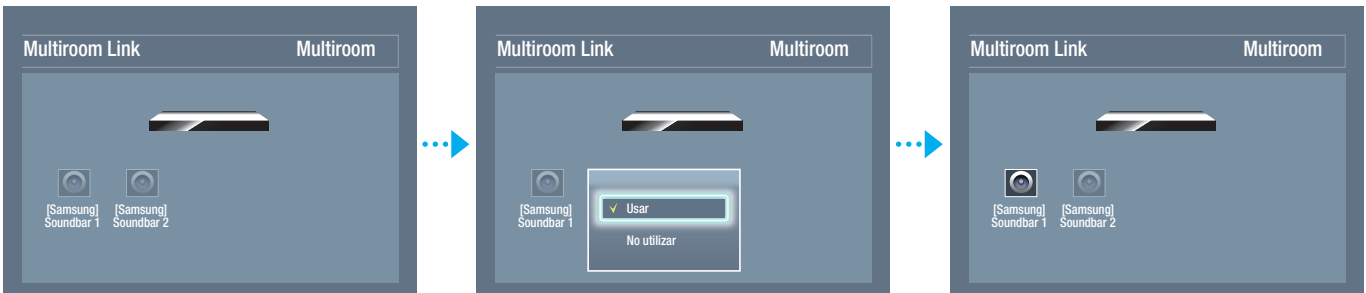 Multiroom Link Multiroom
[Samsung] Soundbar 1
[Samsung] Soundbar 2
Multiroom Link Multiroom
[Samsung] Soundbar 1
Usar
No utilizar
Multiroom Link Multiroom
[Samsung] Soundbar 1
[Samsung] Soundbar 2